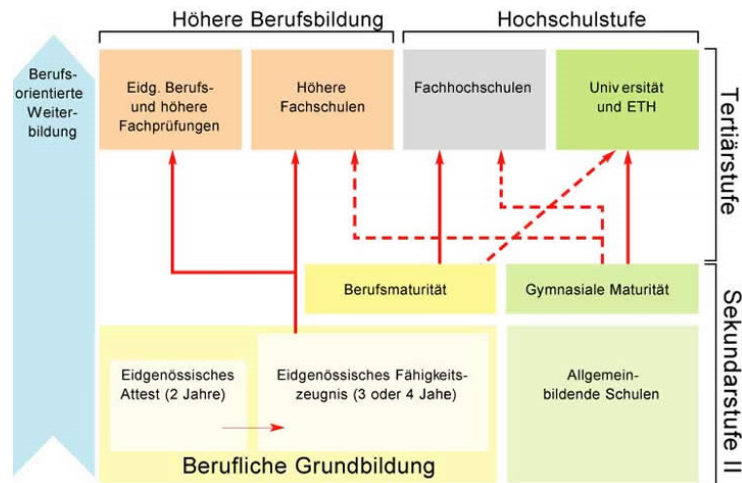 Höhere Berufsbildung
Hochschulstufe
Berufs-
orientierte
Weiter-
bildung
Eidg. Berufs-
und höhere
Fachprüfungen
Höhere
Fachschulen
Fachhochschulen
Universität
und ETH
Tertiärstufe
Berufsmaturität
Gymnasiale Maturität
Eidgenössisches
Attest (2 Jahre)
Eidgenössisches Fähigkeits-
zeugnis (3 oder 4 Jahe)
Allgemein-
bildende Schulen
Berufliche Grundbildung
Sekundarstufe II